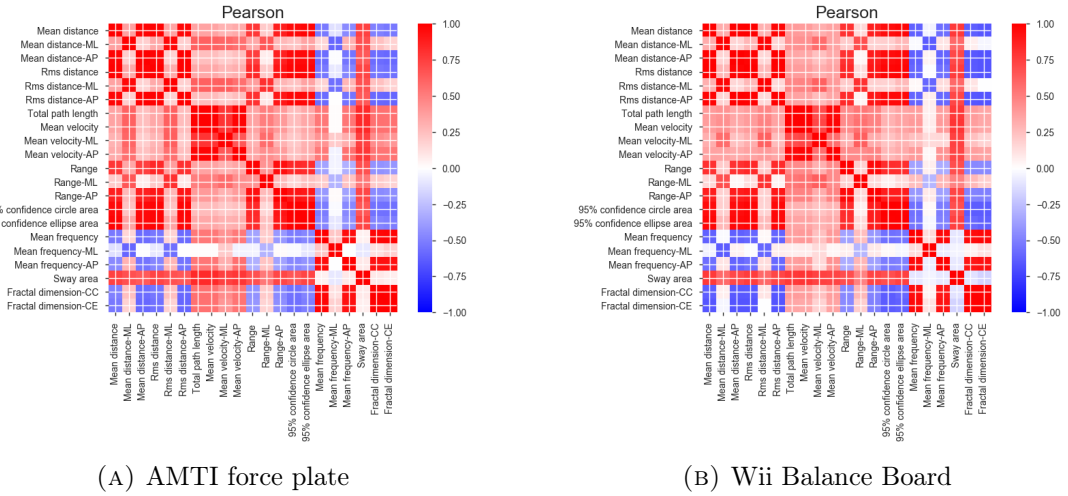 Pearson
Mean distance
Mean distance-ML
Mean distance-AP
Rms distance
Rms distance-ML
Rms distance-AP
Total path length
Mean velocity
Mean velocity-ML
Mean velocity-AP
Range
Range-ML
Range-AP
% confidence circle area
confidence ellipse area
Mean frequency
Mean frequency-ML
Mean frequency-AP
Sway area
Fractal dimension-CC
Fractal dimension-CE
Mean distance
Mean distance-ML
Mean distance-AP
Rms distance
Rms distance-ML
Rms distance-AP
Total path length
Mean velocity
Mean velocity-ML
Mean velocity-AP
Range
Range-ML
Range-AP
95% confidence circle area
95% confidence ellipse area
Mean frequency
Mean frequency-ML
Mean frequency-AP
Sway area
Fractal dimension-CC
Fractal dimension-CE
1.00
0.75
0.50
0.25
0.00
−0.25
−0.50
−0.75
−1.00
(A) AMTI force plate
Pearson
Mean distance
Mean distance-ML
Mean distance-AP
Rms distance
Rms distance-ML
Rms distance-AP
Total path length
Mean velocity
Mean velocity-ML
Mean velocity-AP
Range
Range-ML
Range-AP
95% confidence circle area
95% confidence ellipse area
Mean frequency
Mean frequency-ML
Mean frequency-AP
Sway area
Fractal dimension-CC
Fractal dimension-CE
Mean distance
Mean distance-ML
Mean distance-AP
Rms distance
Rms distance-ML
Rms distance-AP
Total path length
Mean velocity
Mean velocity-ML
Mean velocity-AP
Range
Range-ML
Range-AP
95% confidence circle area
95% confidence ellipse area
Mean frequency
Mean frequency-ML
Mean frequency-AP
Sway area
Fractal dimension-CC
Fractal dimension-CE
1.00
0.75
0.50
0.25
0.00
−0.25
−0.50
−0.75
−1.00
(B) Wii Balance Board